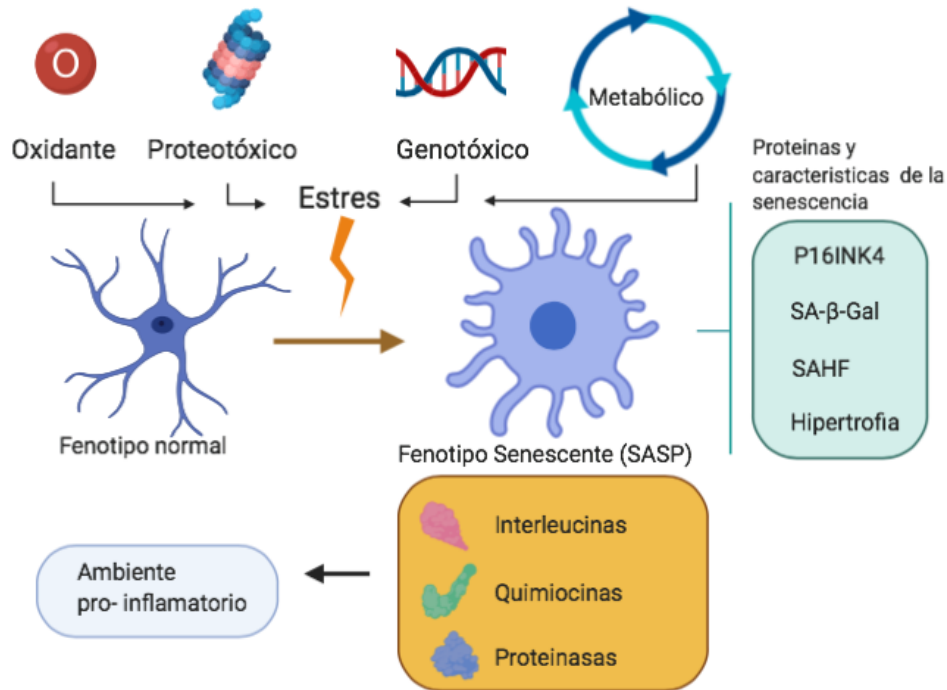 O
Oxidante
Proteotóxico
Genotóxico
Metabólico
Estres
Fenotipo normal
Fenotipo Senescente (SASP)
Proteinas y
caracteristicas de la
senescencia
P16INK4
SA-β-Gal
SAHF
Hipertrofia
Interleucinas
Quimiocinas
Proteinasas
Ambiente
pro- inflamatorio